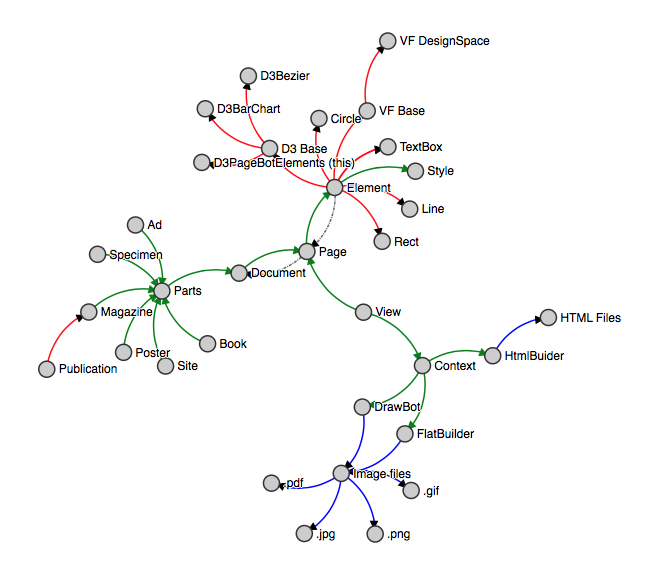 VF DesignSpace
D3Bezier
D3BarChart
VF Base
Circle
D3 Base
TextBox
D3PageBotElements (this)
Style
Element
Line
Ad
Rect
Specimen
Page
Document
Parts
Magazine
View
HTML Files
Book
Poster
HtmlBuider
Site
Context
Publication
DrawBot
FlatBuilder
Image files
.pdf
.gif
.jpg
.png